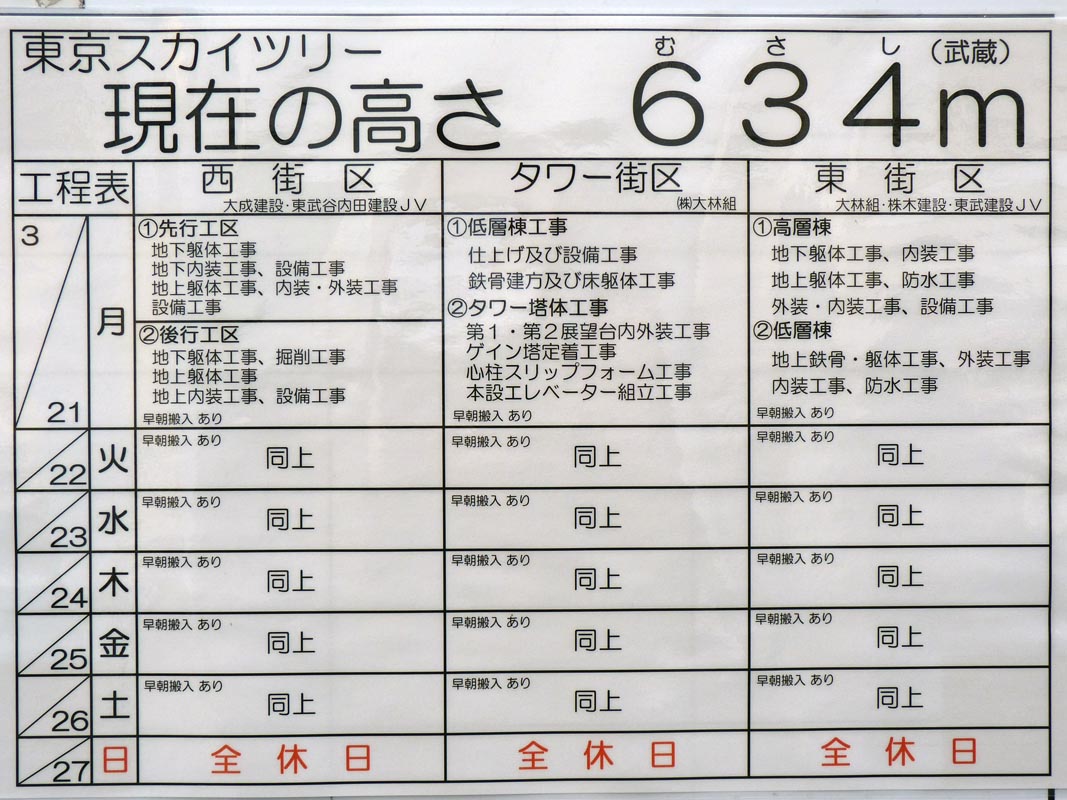 東京スカイツリー
現在の高さ
む さ し (武蔵)
634m
工程表
西街区
大成建設・東武谷内田建設JV
タワー街区
㈱大林組
東街区
大林組・株木建設・東武建設JV
3/21 月
①先行工区
地下躯体工事
地下内装工事、設備工事
地上躯体工事、内装・外装工事
設備工事
②後行工区
地下躯体工事、掘削工事
地上躯体工事
地上内装工事、設備工事
早朝搬入 あり
①低層棟工事
仕上げ及び設備工事
鉄骨建方及び床躯体工事
②タワー塔体工事
第1・第2展望台内外装工事
ゲイン塔定着工事
心柱スリップフォーム工事
本設エレベーター組立工事
早朝搬入 あり
①高層棟
地下躯体工事、内装工事
地上躯体工事、防水工事
外装・内装工事、設備工事
②低層棟
地上鉄骨・躯体工事、外装工事
内装工事、防水工事
早朝搬入 あり
22 火
早朝搬入 あり
同上
早朝搬入 あり
同上
早朝搬入 あり
同上
23 水
早朝搬入 あり
同上
早朝搬入 あり
同上
早朝搬入 あり
同上
24 木
早朝搬入 あり
同上
早朝搬入 あり
同上
早朝搬入 あり
同上
25 金
早朝搬入 あり
同上
早朝搬入 あり
同上
早朝搬入 あり
同上
26 土
早朝搬入 あり
同上
早朝搬入 あり
同上
早朝搬入 あり
同上
27 日
全休日
全休日
全休日